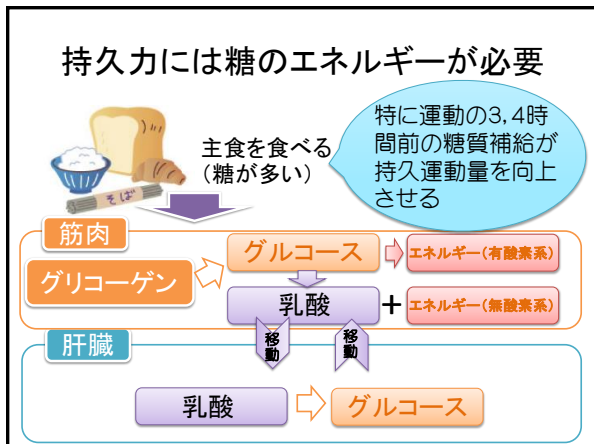 持久力には糖のエネルギーが必要
主食を食べる
(糖が多い)
特に運動の3,4時
間前の糖質補給が
持久運動量を向上
させる
そば
筋肉
グリコーゲン
グルコース
エネルギー(有酸素系)
乳酸
+
エネルギー(無酸素系)
移動
移動
肝臓
乳酸
グルコース